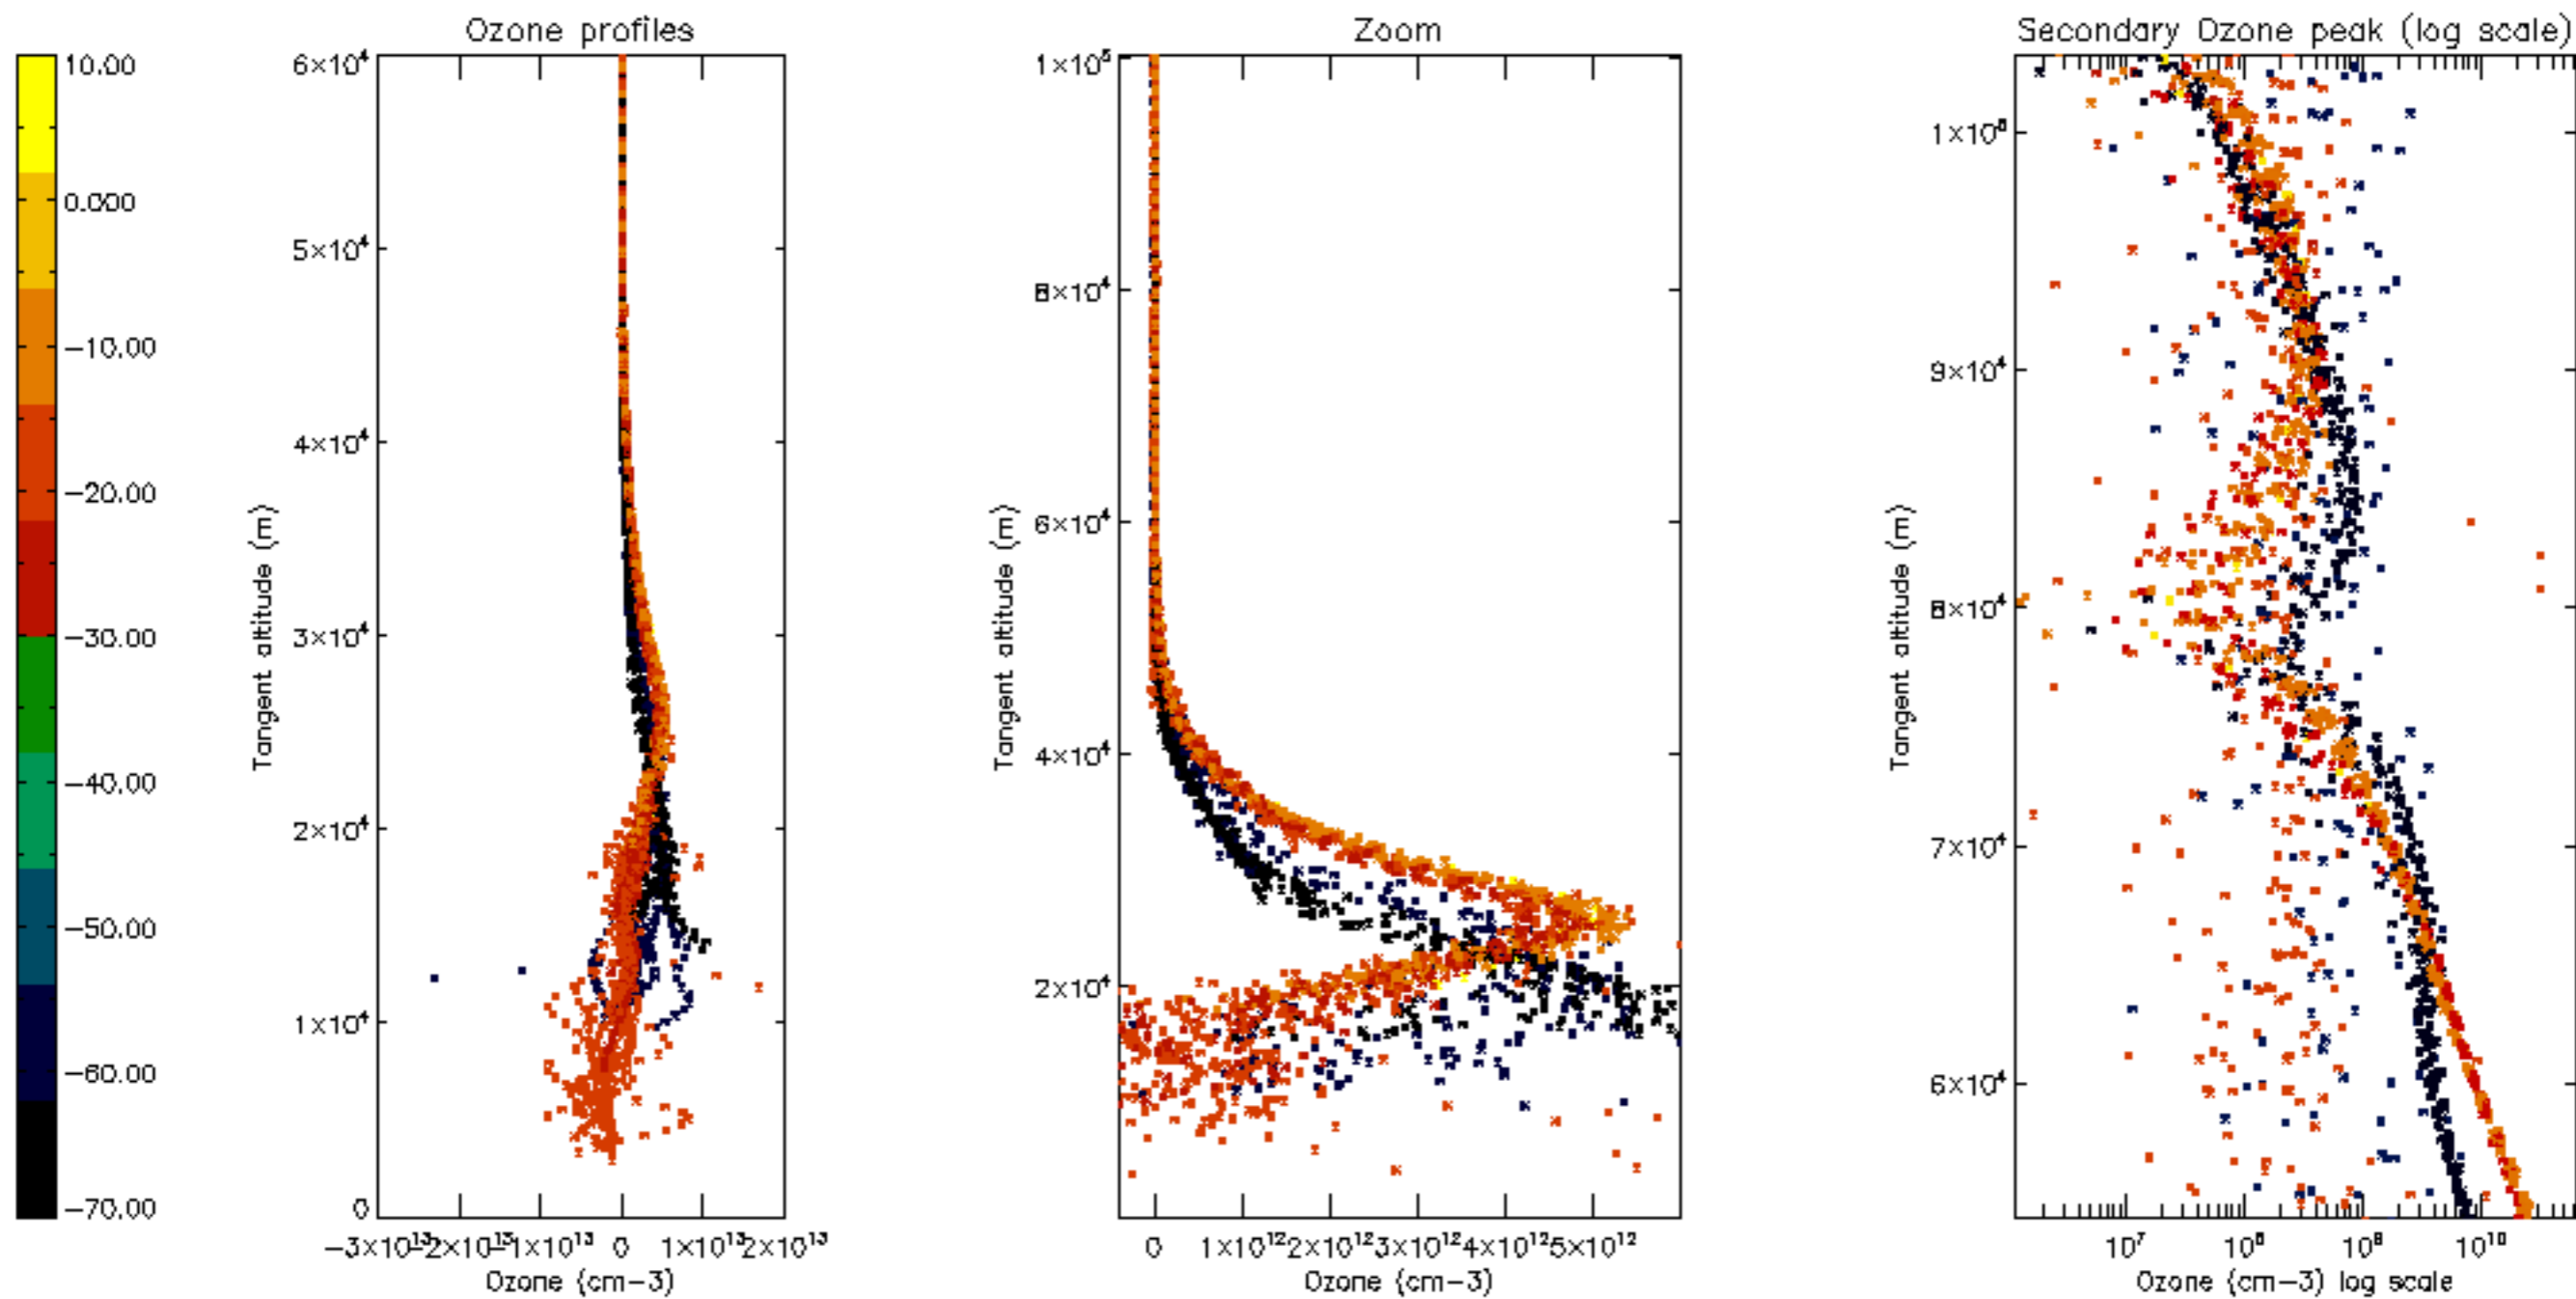 Ozone profiles
Zoom
Secondary Ozone peak (log scale)
10.00
0.000
−10.00
−20.00
−30.00
−40.00
−50.00
−60.00
−70.00
6×10⁴
5×10⁴
4×10⁴
3×10⁴
2×10⁴
1×10⁴
0
Tangent altitude (m)
−3×10¹³ −2×10¹³ −1×10¹³ 0 1×10¹³ 2×10¹³
Ozone (cm−3)
1×10⁵
8×10⁴
6×10⁴
4×10⁴
2×10⁴
Tangent altitude (m)
0 1×10¹² 2×10¹² 3×10¹² 4×10¹² 5×10¹²
Ozone (cm−3)
1×10⁵
9×10⁴
8×10⁴
7×10⁴
6×10⁴
Tangent altitude (m)
10⁷ 10⁸ 10⁹ 10¹⁰
Ozone (cm−3) log scale